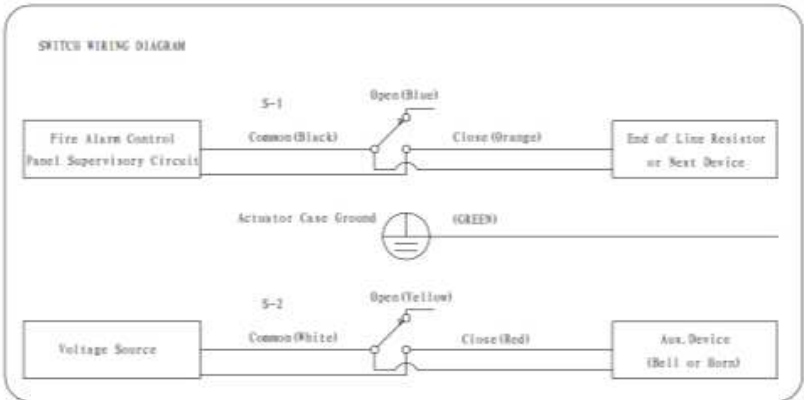 SWITCH WIRING DIAGRAM
S-1
Open(Blue)
Common(Black)
Close(Orange)
Fire Alarm Control
Panel Supervisory Circuit
End of Line Resistor
or Next Device
Actuator Case Ground
(GREEN)
S-2
Open(Yellow)
Common(White)
Close(Red)
Voltage Source
Aux.Device
(Bell or Horn)